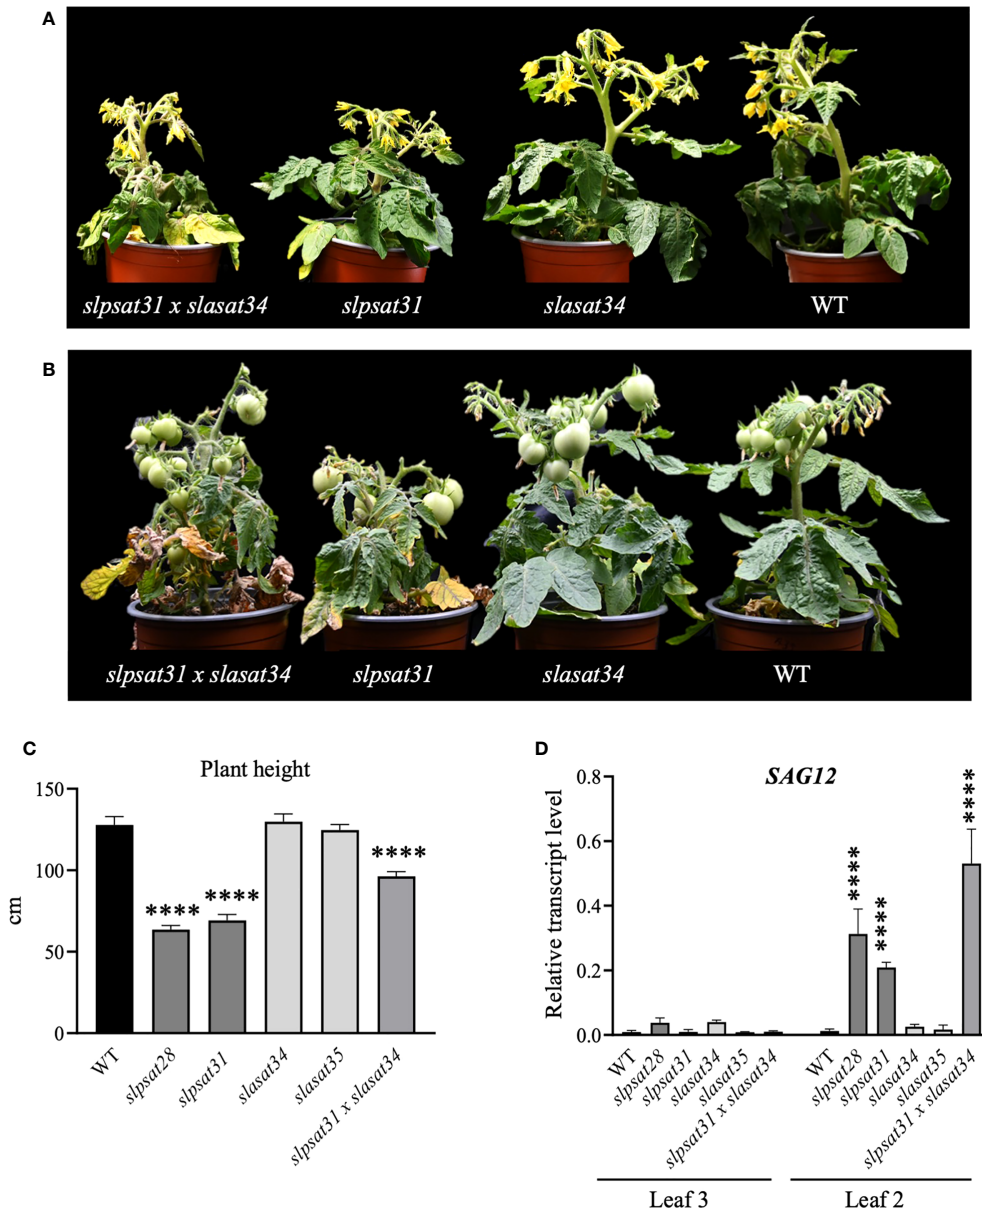 A
slpsat31 x slasat34 slpsat31 slasat34 WT
B
slpsat31 x slasat34 slpsat31 slasat34 WT
C
Plant height
cm
150
100
50
0
****
****
****
WT
slpsat28
slpsat31
slasat34
slasat35
slpsat31 x slasat34
D
SAG12
Relative transcript level
0.8
0.6
0.4
0.2
0.0
****
****
****
WT
slpsat28
slpsat31
slasat34
slasat35
slpsat31 x slasat34
WT
slpsat28
slpsat31
slasat34
slasat35
slpsat31 x slasat34
Leaf 3
Leaf 2